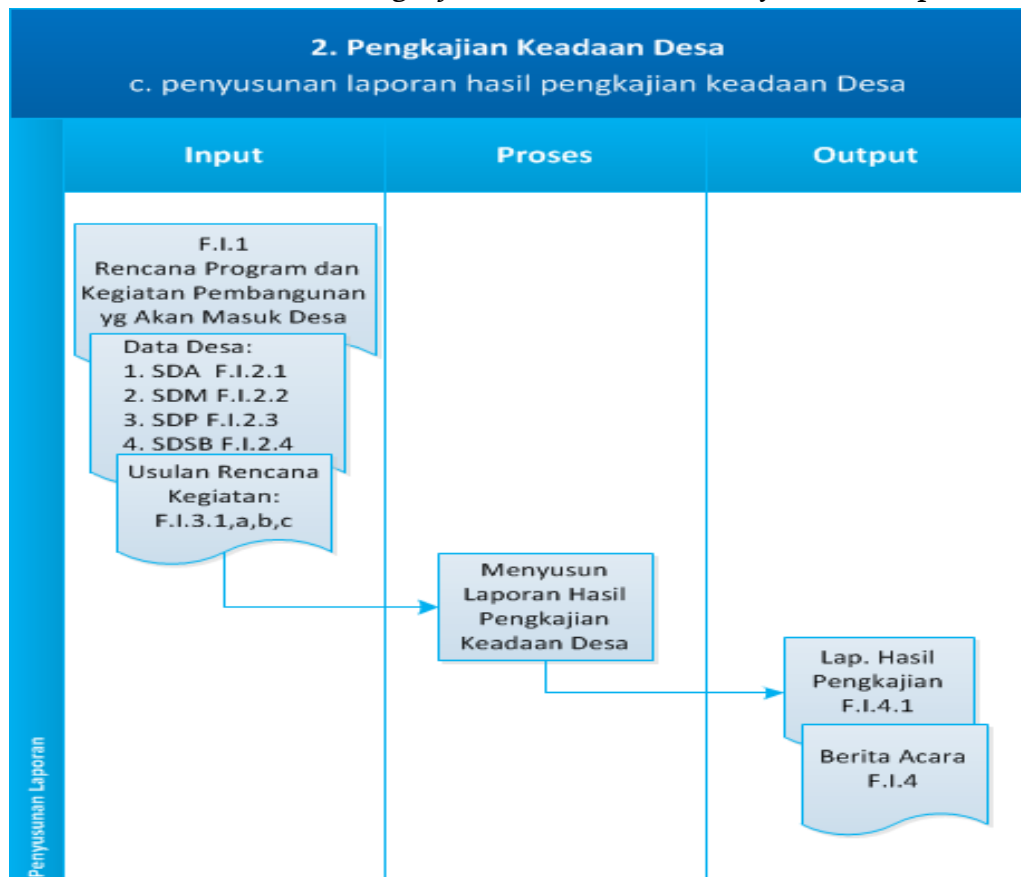 2. Pengkajian Keadaan Desa
c. penyusunan laporan hasil pengkajian keadaan Desa
Input
Proses
Output
F.I.1
Rencana Program dan
Kegiatan Pembangunan
yg Akan Masuk Desa
Data Desa:
1. SDA F.I.2.1
2. SDM F.I.2.2
3. SDP F.I.2.3
4. SDSB F.I.2.4
Usulan Rencana
Kegiatan:
F.I.3.1,a,b,c
Menyusun
Laporan Hasil
Pengkajian
Keadaan Desa
Lap. Hasil
Pengkajian
F.I.4.1
Berita Acara
F.I.4
Penyusunan Laporan